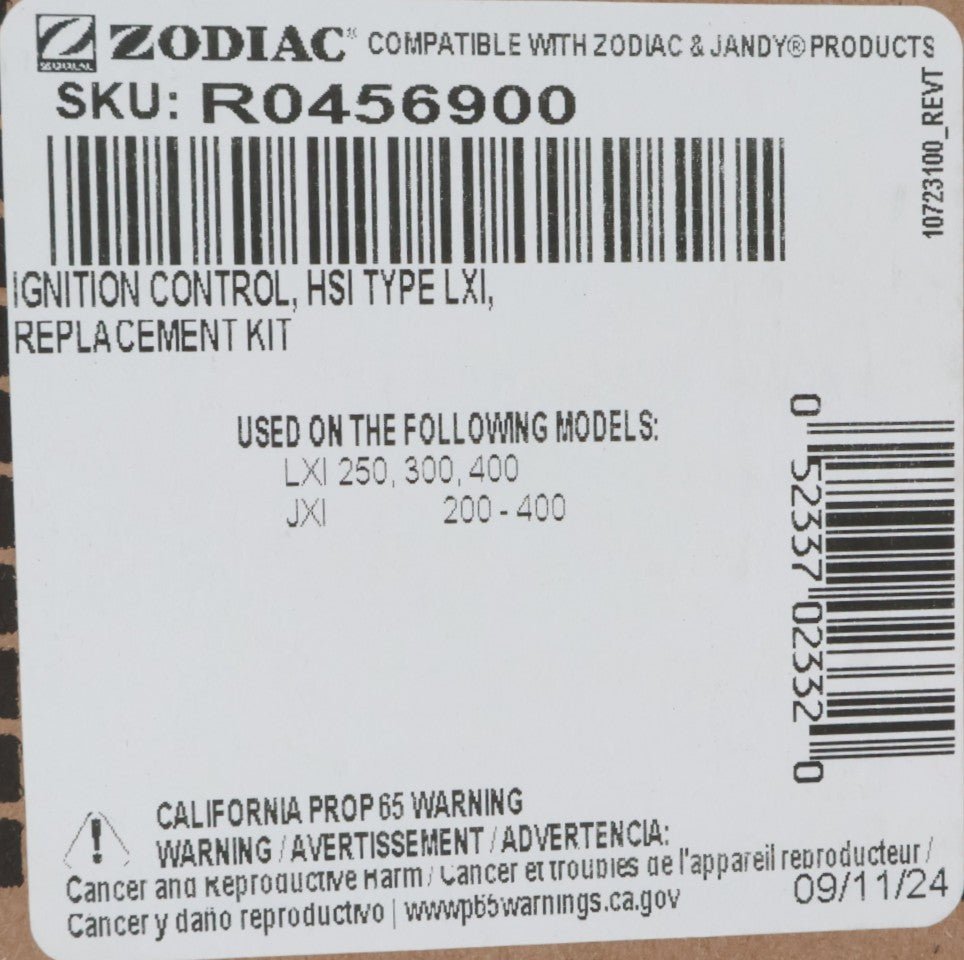 ZODIAC® COMPATIBLE WITH ZODIAC & JANDY® PRODUCTS
ZODIAC
SKU: R0456900
10723100_REVT
IGNITION CONTROL, HSI TYPE LXI,
REPLACEMENT KIT
USED ON THE FOLLOWING MODELS:
LXI 250, 300, 400
JXI 200 - 400
0 52337 02332 0
CALIFORNIA PROP 65 WARNING
WARNING / AVERTISSEMENT / ADVERTENCIA:
Cancer and Reproductive Harm / Cancer et troubles de l'appareil reproducteur /
Cancer y daño reproductivo | www.p65warnings.ca.gov
09/11/24